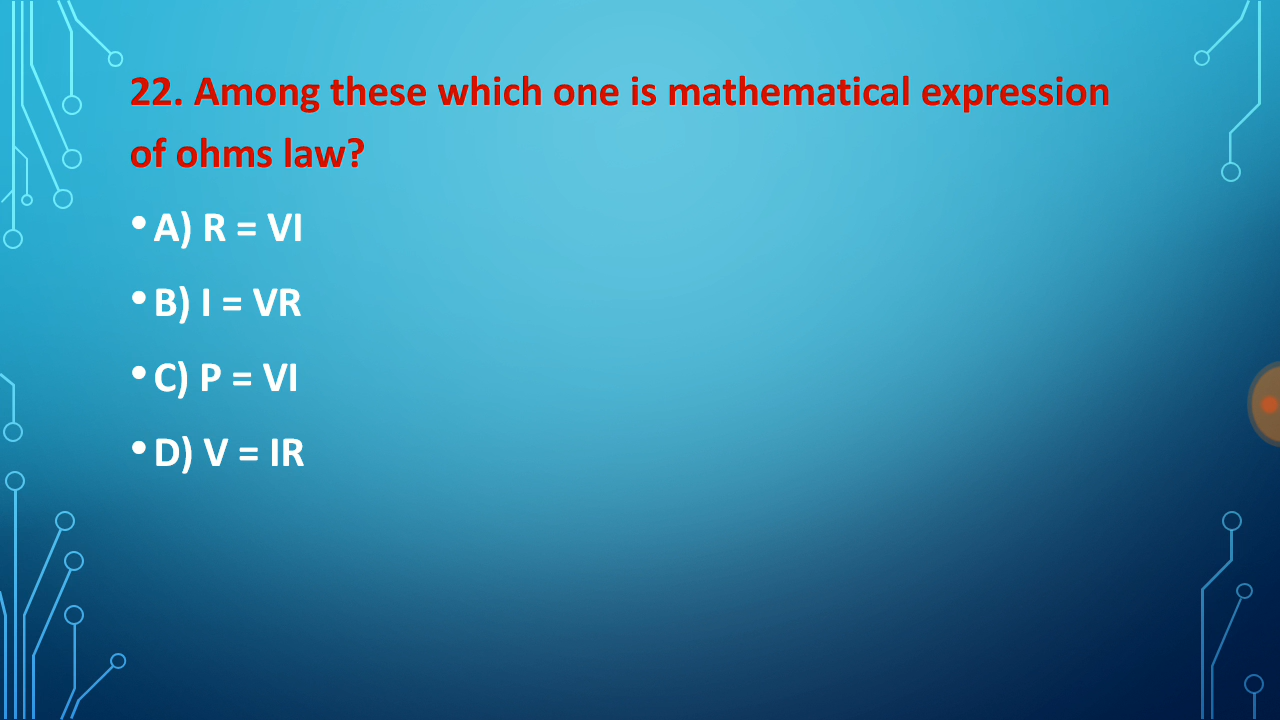 22. Among these which one is mathematical expression
of ohms law?
• A) R = VI
• B) I = VR
• C) P = VI
• D) V = IR